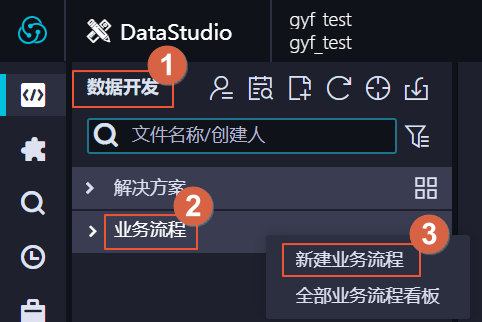 DataStudio
gyf_test
gyf_test
数据开发
1
文件名称/创建人
解决方案
2
业务流程
3
新建业务流程
全部业务流程看板